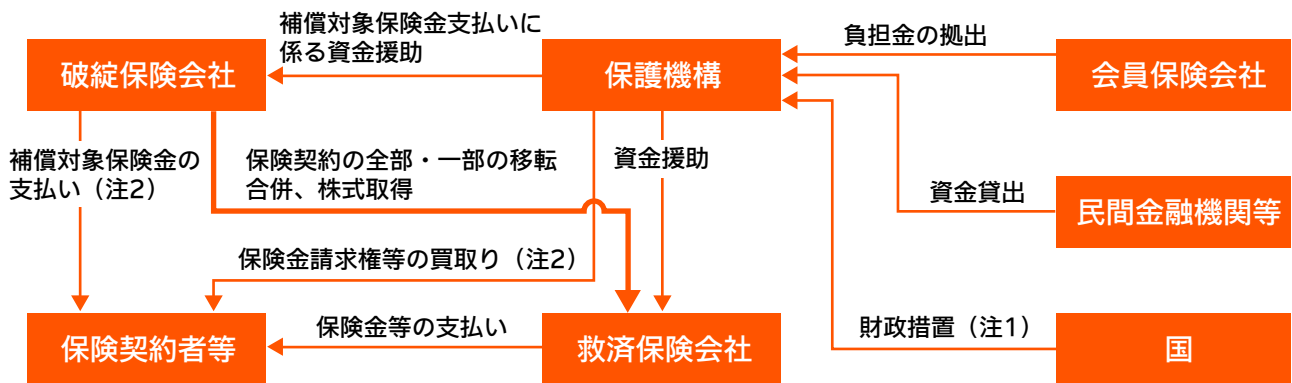 補償対象保険金支払いに
係る資金援助
負担金の拠出
破綻保険会社
保護機構
会員保険会社
補償対象保険金の
支払い（注2）
保険契約の全部・一部の移転
合併、株式取得
資金援助
資金貸出
民間金融機関等
保険金請求権等の買取り（注2）
保険金等の支払い
財政措置（注1）
保険契約者等
救済保険会社
国